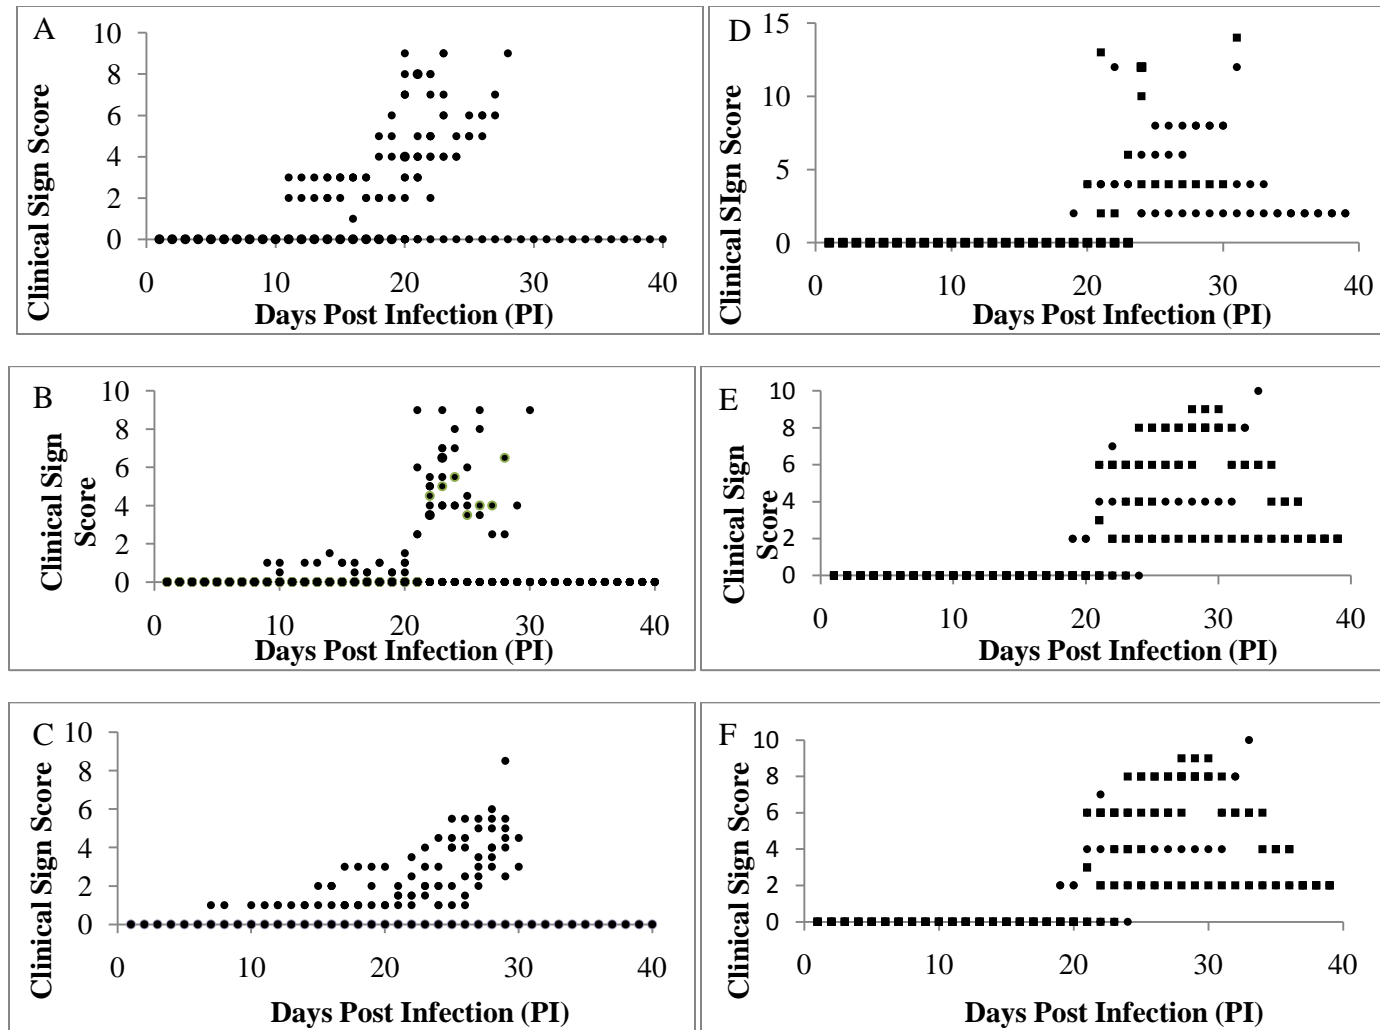 A
10
8
6
4
2
0
Clinical Sign Score
0 10 20 30 40
Days Post Infection (PI)
D
15
10
5
0
Clinical SIgn Score
0 10 20 30 40
Days Post Infection (PI)
B
10
8
6
4
2
0
Clinical Sign
Score
0 10 20 30 40
Days Post Infection (PI)
E
10
8
6
4
2
0
Clinical Sign
Score
0 10 20 30 40
Days Post Infection (PI)
C
10
8
6
4
2
0
Clinical Sign Score
0 10 20 30 40
Days Post Infection (PI)
F
10
8
6
4
2
0
Clinical Sign Score
0 10 20 30 40
Days Post Infection (PI)